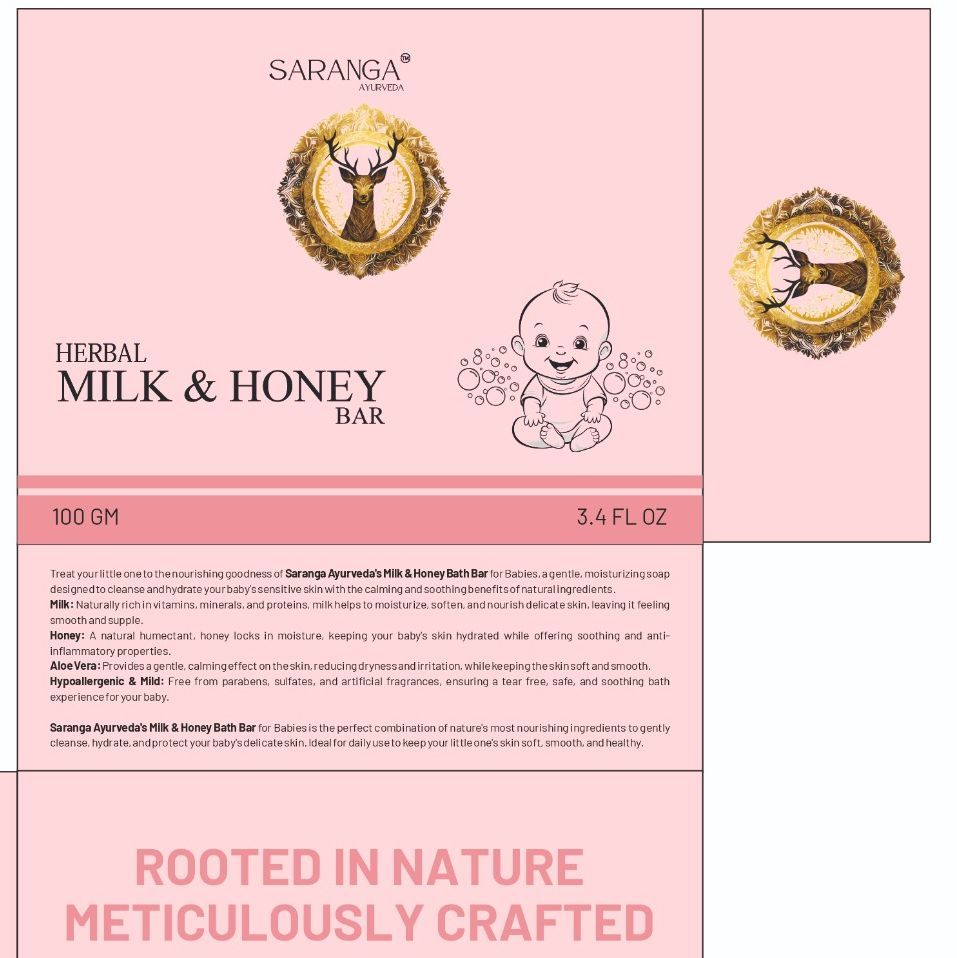 SARANGA™
AYURVEDA
HERBAL
MILK & HONEY
BAR
100 GM
3.4 FL OZ
Treat your little one to the nourishing goodness of Saranga Ayurveda's Milk & Honey Bath Bar for Babies, a gentle, moisturizing soap
designed to cleanse and hydrate your baby's sensitive skin with the calming and soothing benefits of natural ingredients.
Milk: Naturally rich in vitamins, minerals, and proteins, milk helps to moisturize, soften, and nourish delicate skin, leaving it feeling
smooth and supple.
Honey: A natural humectant, honey locks in moisture, keeping your baby's skin hydrated while offering soothing and anti-
inflammatory properties.
Aloe Vera: Provides a gentle, calming effect on the skin, reducing dryness and irritation, while keeping the skin soft and smooth.
Hypoallergenic & Mild: Free from parabens, sulfates, and artificial fragrances, ensuring a tear free, safe, and soothing bath
experience for your baby.
Saranga Ayurveda's Milk & Honey Bath Bar for Babies is the perfect combination of nature's most nourishing ingredients to gently
cleanse, hydrate, and protect your baby's delicate skin. Ideal for daily use to keep your little one's skin soft, smooth, and healthy.
ROOTED IN NATURE
METICULOUSLY CRAFTED